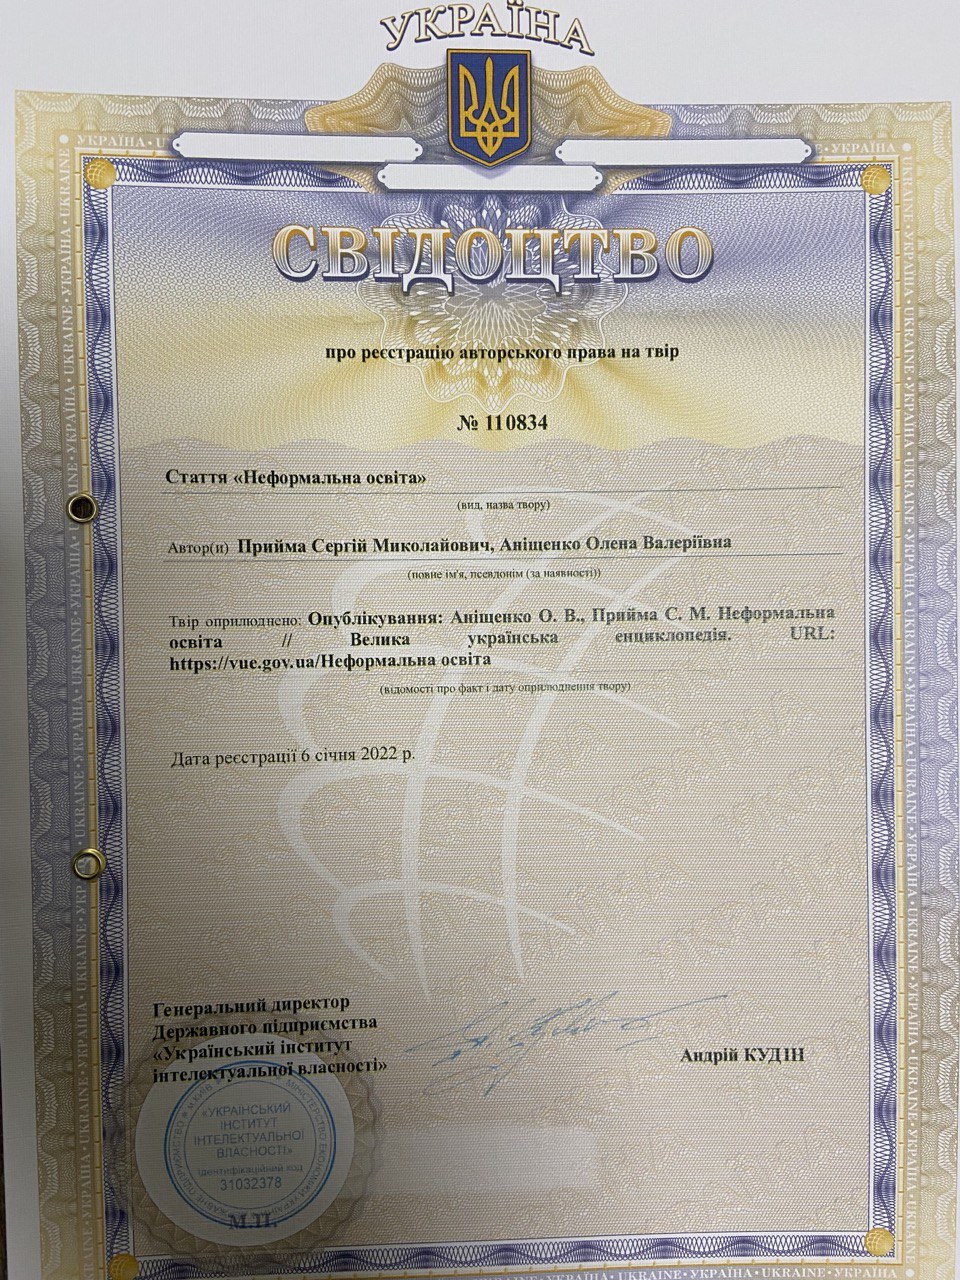 УКРАЇНА
СВІДОЦТВО
про реєстрацію авторського права на твір
№ 110834
Стаття «Неформальна освіта»
(вид, назва твору)
Автор(и) Прийма Сергій Миколайович, Аніщенко Олена Валеріївна
(повне ім'я, псевдонім (за наявності))
Твір оприлюднено: Опублікування: Аніщенко О. В., Прийма С. М. Неформальна
освіта // Велика українська енциклопедія. URL:
https://vue.gov.ua/Неформальна освіта
(відомості про факт і дату оприлюднення твору)
Дата реєстрації 6 січня 2022 р.
Генеральний директор
Державного підприємства
«Український інститут
інтелектуальної власності»
Андрій КУДІН
«УКРАЇНСЬКИЙ
ІНСТИТУТ
ІНТЕЛЕКТУАЛЬНОЇ
ВЛАСНОСТІ»
Ідентифікаційний код
31032378
М.П.